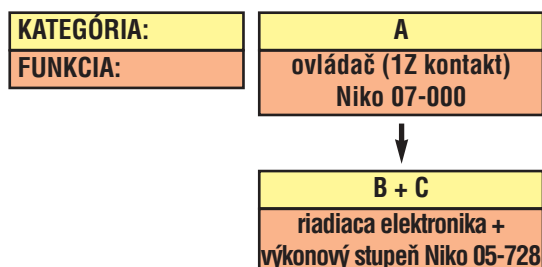 KATEGÓRIA:
FUNKCIA:
A
ovládač (1Z kontakt)
Niko 07-000
B + C
riadiaca elektronika +
výkonový stupeň Niko 05-728